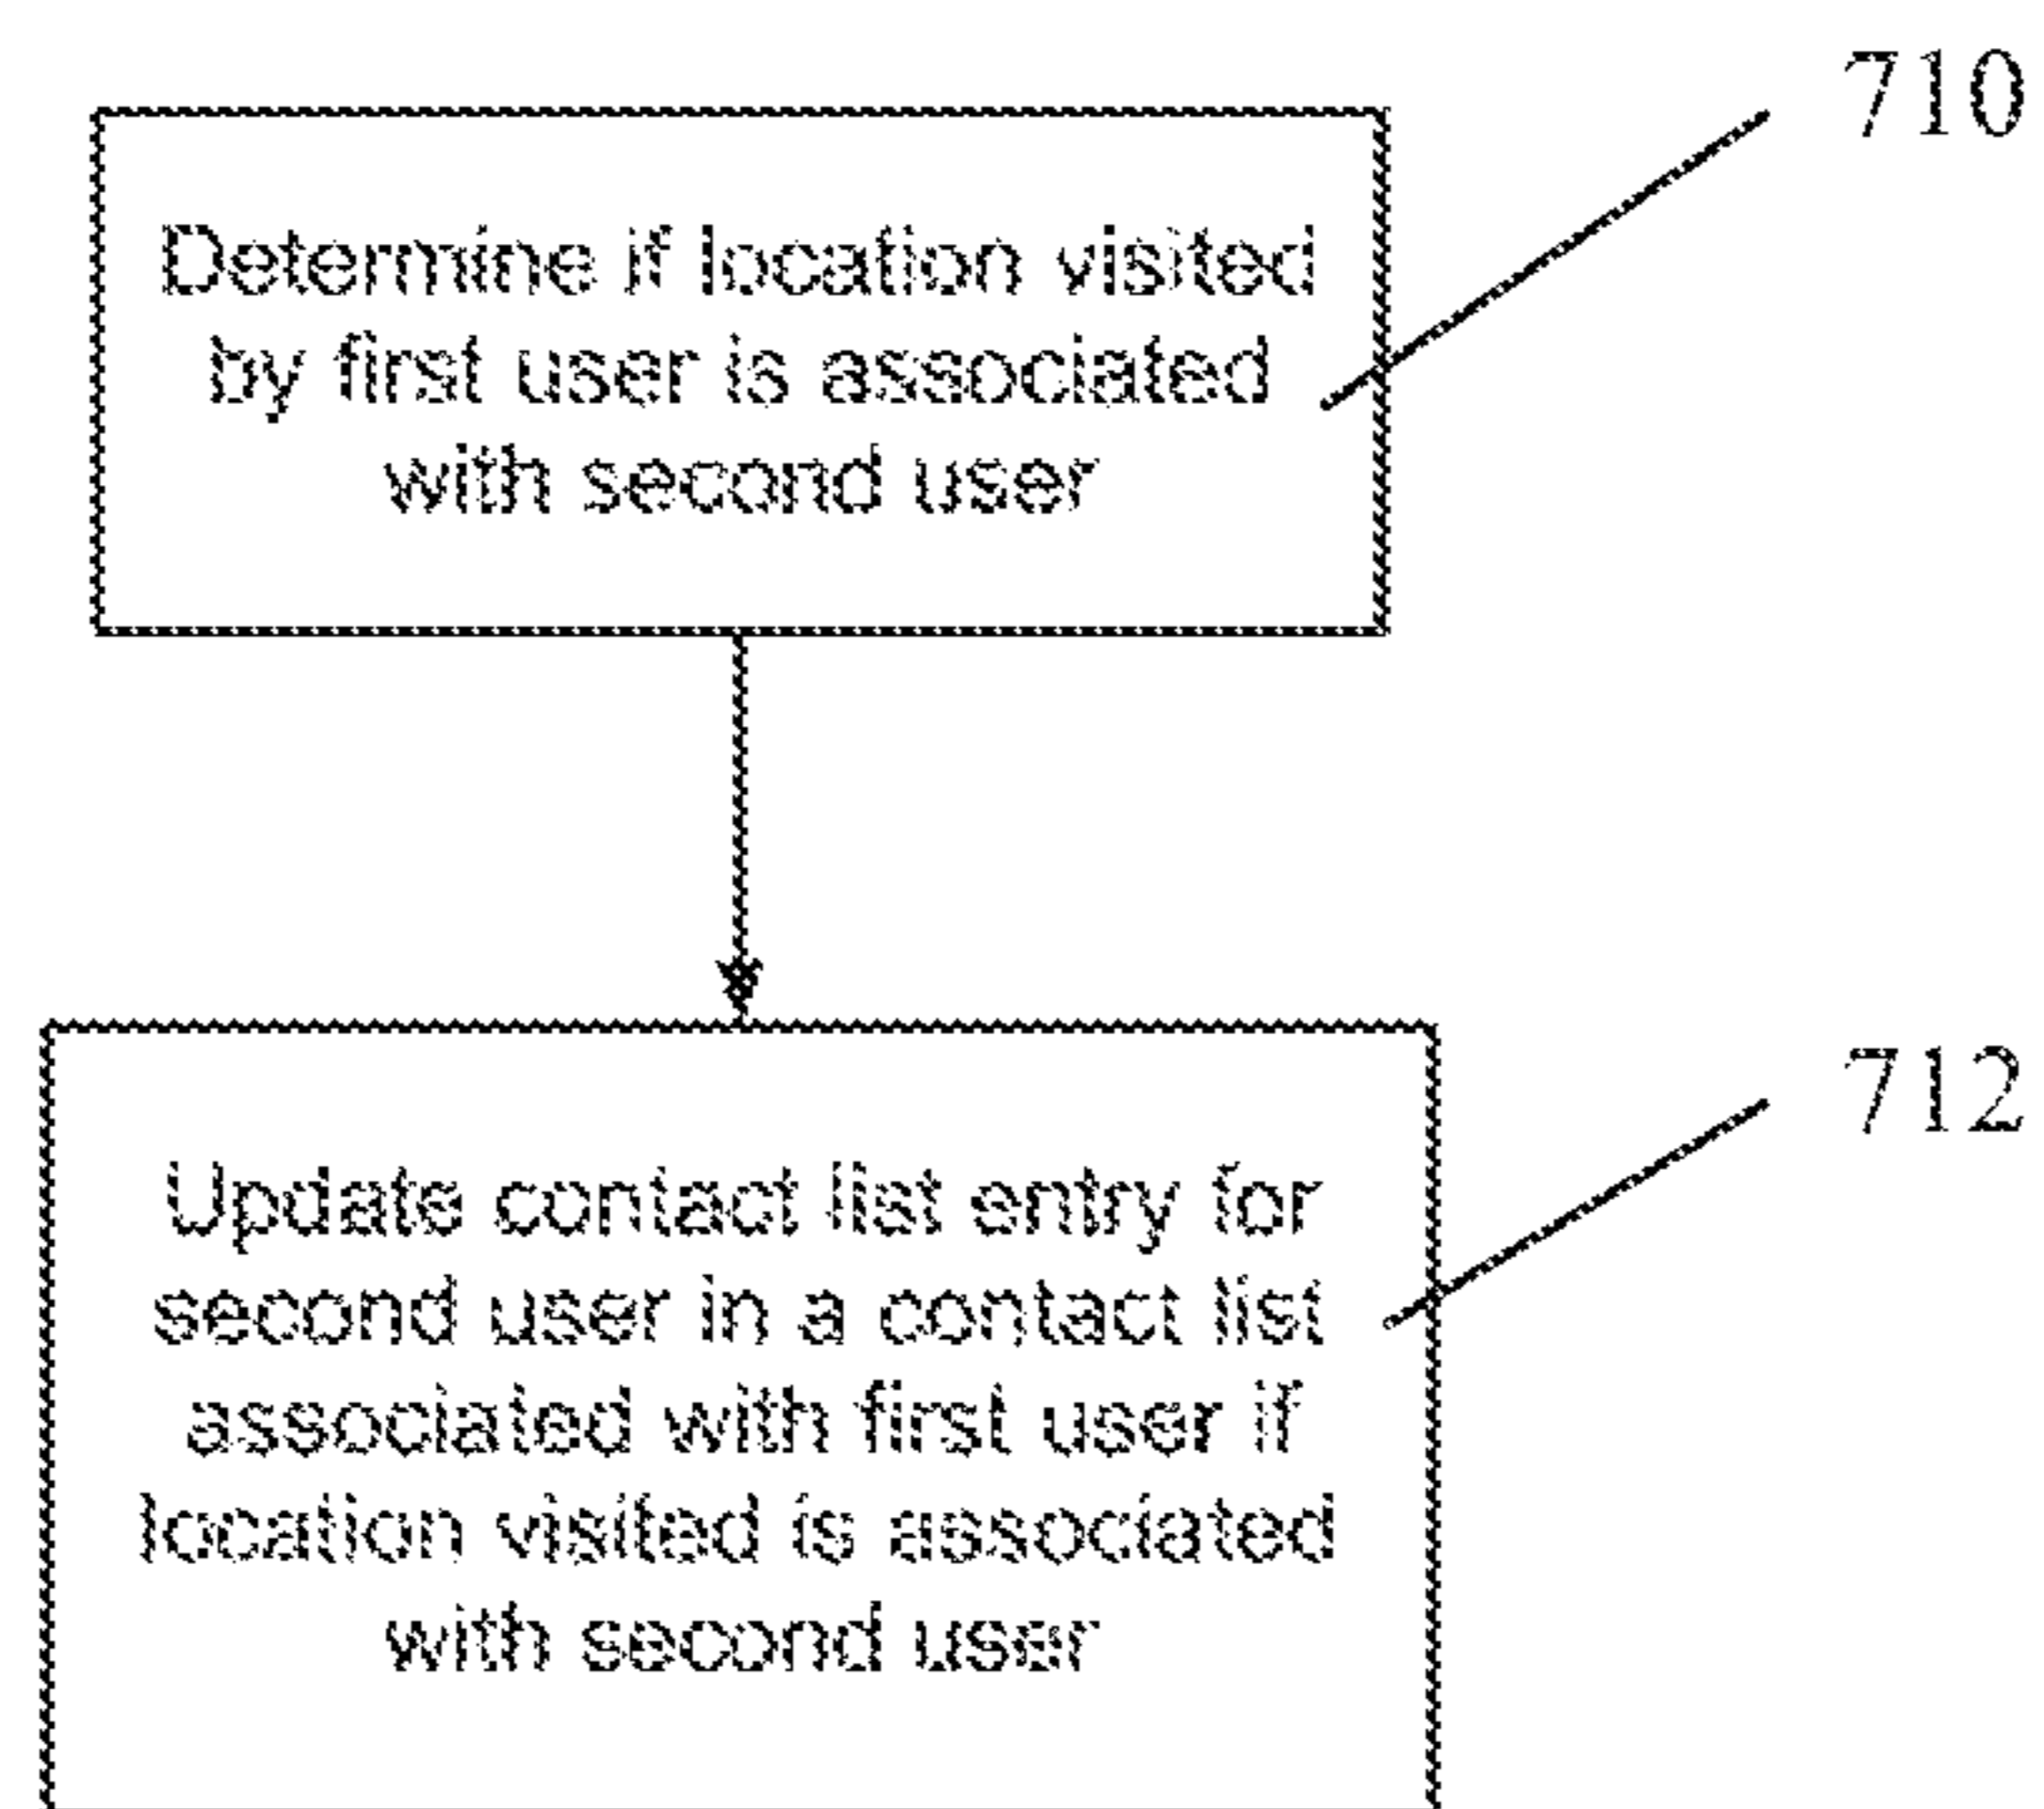 710
Determine if location visited
by first user is associated
with second user
712
Update contact list entry for
second user in a contact list
associated with first user if
location visited is associated
with second user